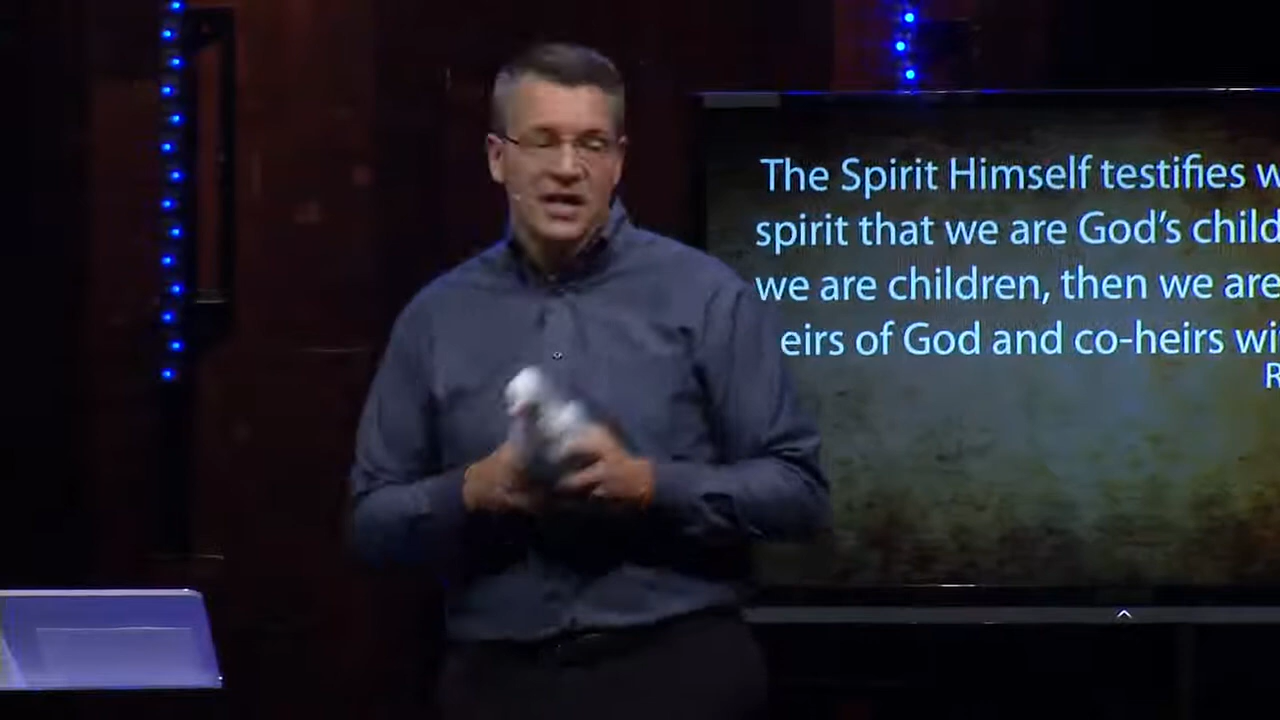 The Spirit Himself testifies w
spirit that we are God's child
we are children, then we are
eirs of God and co-heirs wi
R